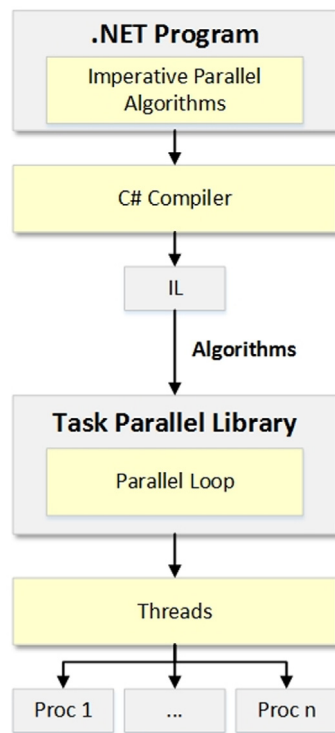 .NET Program
Imperative Parallel
Algorithms
C# Compiler
IL
Algorithms
Task Parallel Library
Parallel Loop
Threads
Proc 1
...
Proc n